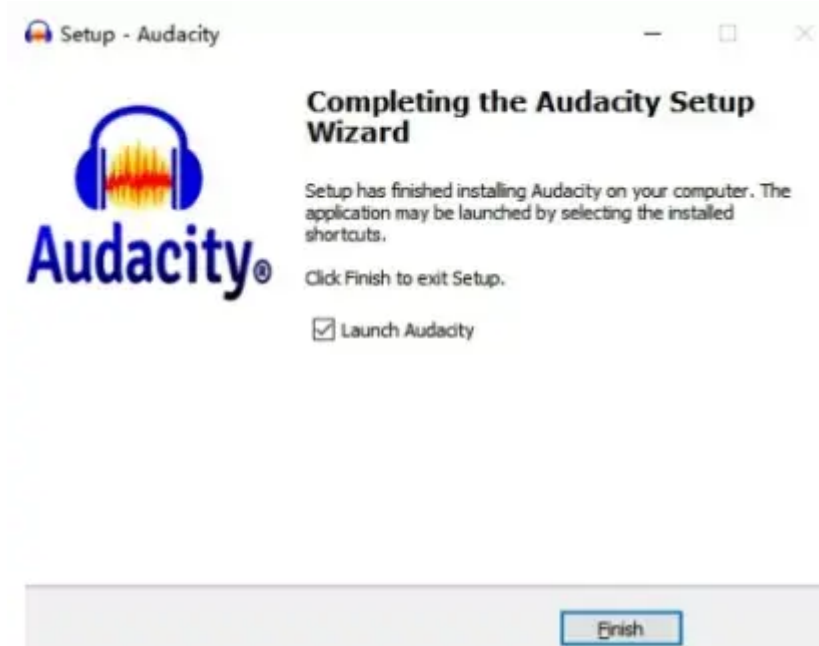 Setup - Audacity
Completing the Audacity Setup
Wizard
Setup has finished installing Audacity on your computer. The
application may be launched by selecting the installed
shortcuts.
Click Finish to exit Setup.
Launch Audacity
Audacity®
Finish